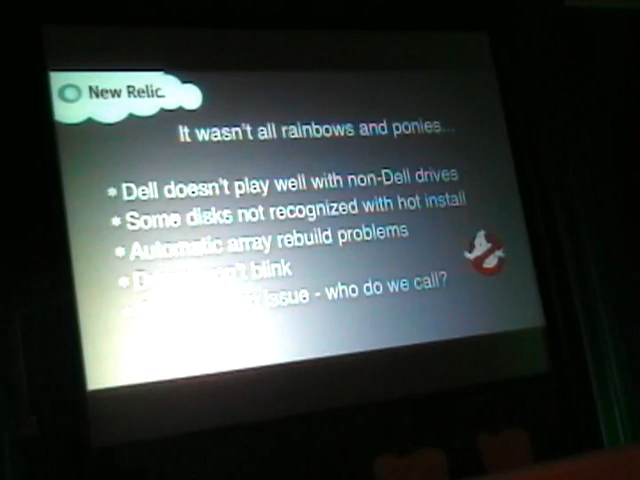 New Relic.
It wasn't all rainbows and ponies...
* Dell doesn't play well with non-Dell drives
* Some disks not recognized with hot install
* Automatic array rebuild problems
* blink
issue - who do we call?